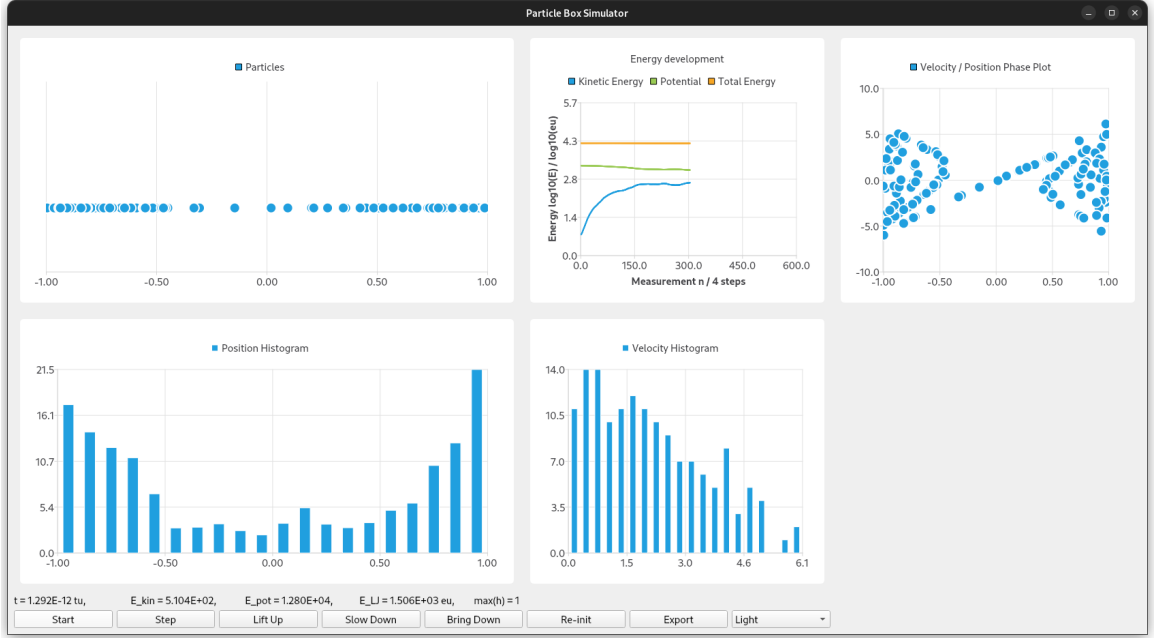 Particle Box Simulator
Particles
-1.00 -0.50 0.00 0.50 1.00
Energy development
Kinetic Energy Potential Total Energy
5.7
4.3
2.8
1.4
0.0
Energy log10(E) / log10(eu)
0.0 150.0 300.0 450.0 600.0
Measurement n / 4 steps
Velocity / Position Phase Plot
10.0
5.0
0.0
-5.0
-10.0
-1.00 -0.50 0.00 0.50 1.00
Position Histogram
21.5
16.1
10.7
5.4
0.0
-1.00 -0.50 0.00 0.50 1.00
Velocity Histogram
14.0
10.5
7.0
3.5
0.0
0.0 1.5 3.0 4.6 6.1
t = 1.292E-12 tu, E_kin = 5.104E+02, E_pot = 1.280E+04, E_LJ = 1.506E+03 eu, max(h) = 1
Start Step Lift Up Slow Down Bring Down Re-init Export Light